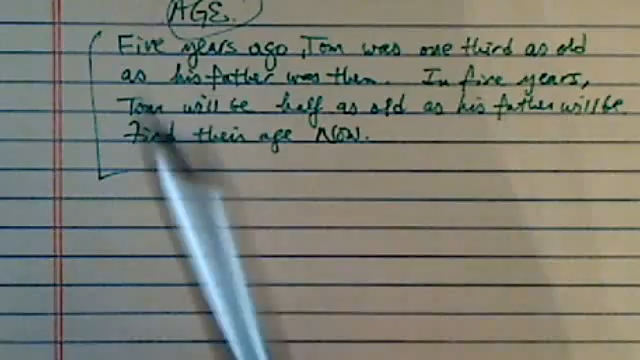 AGE.
Five years ago, Tom was one third as old
as his father was then. In five years,
Tom will be half as old as his father will be.
Find their age NOW.